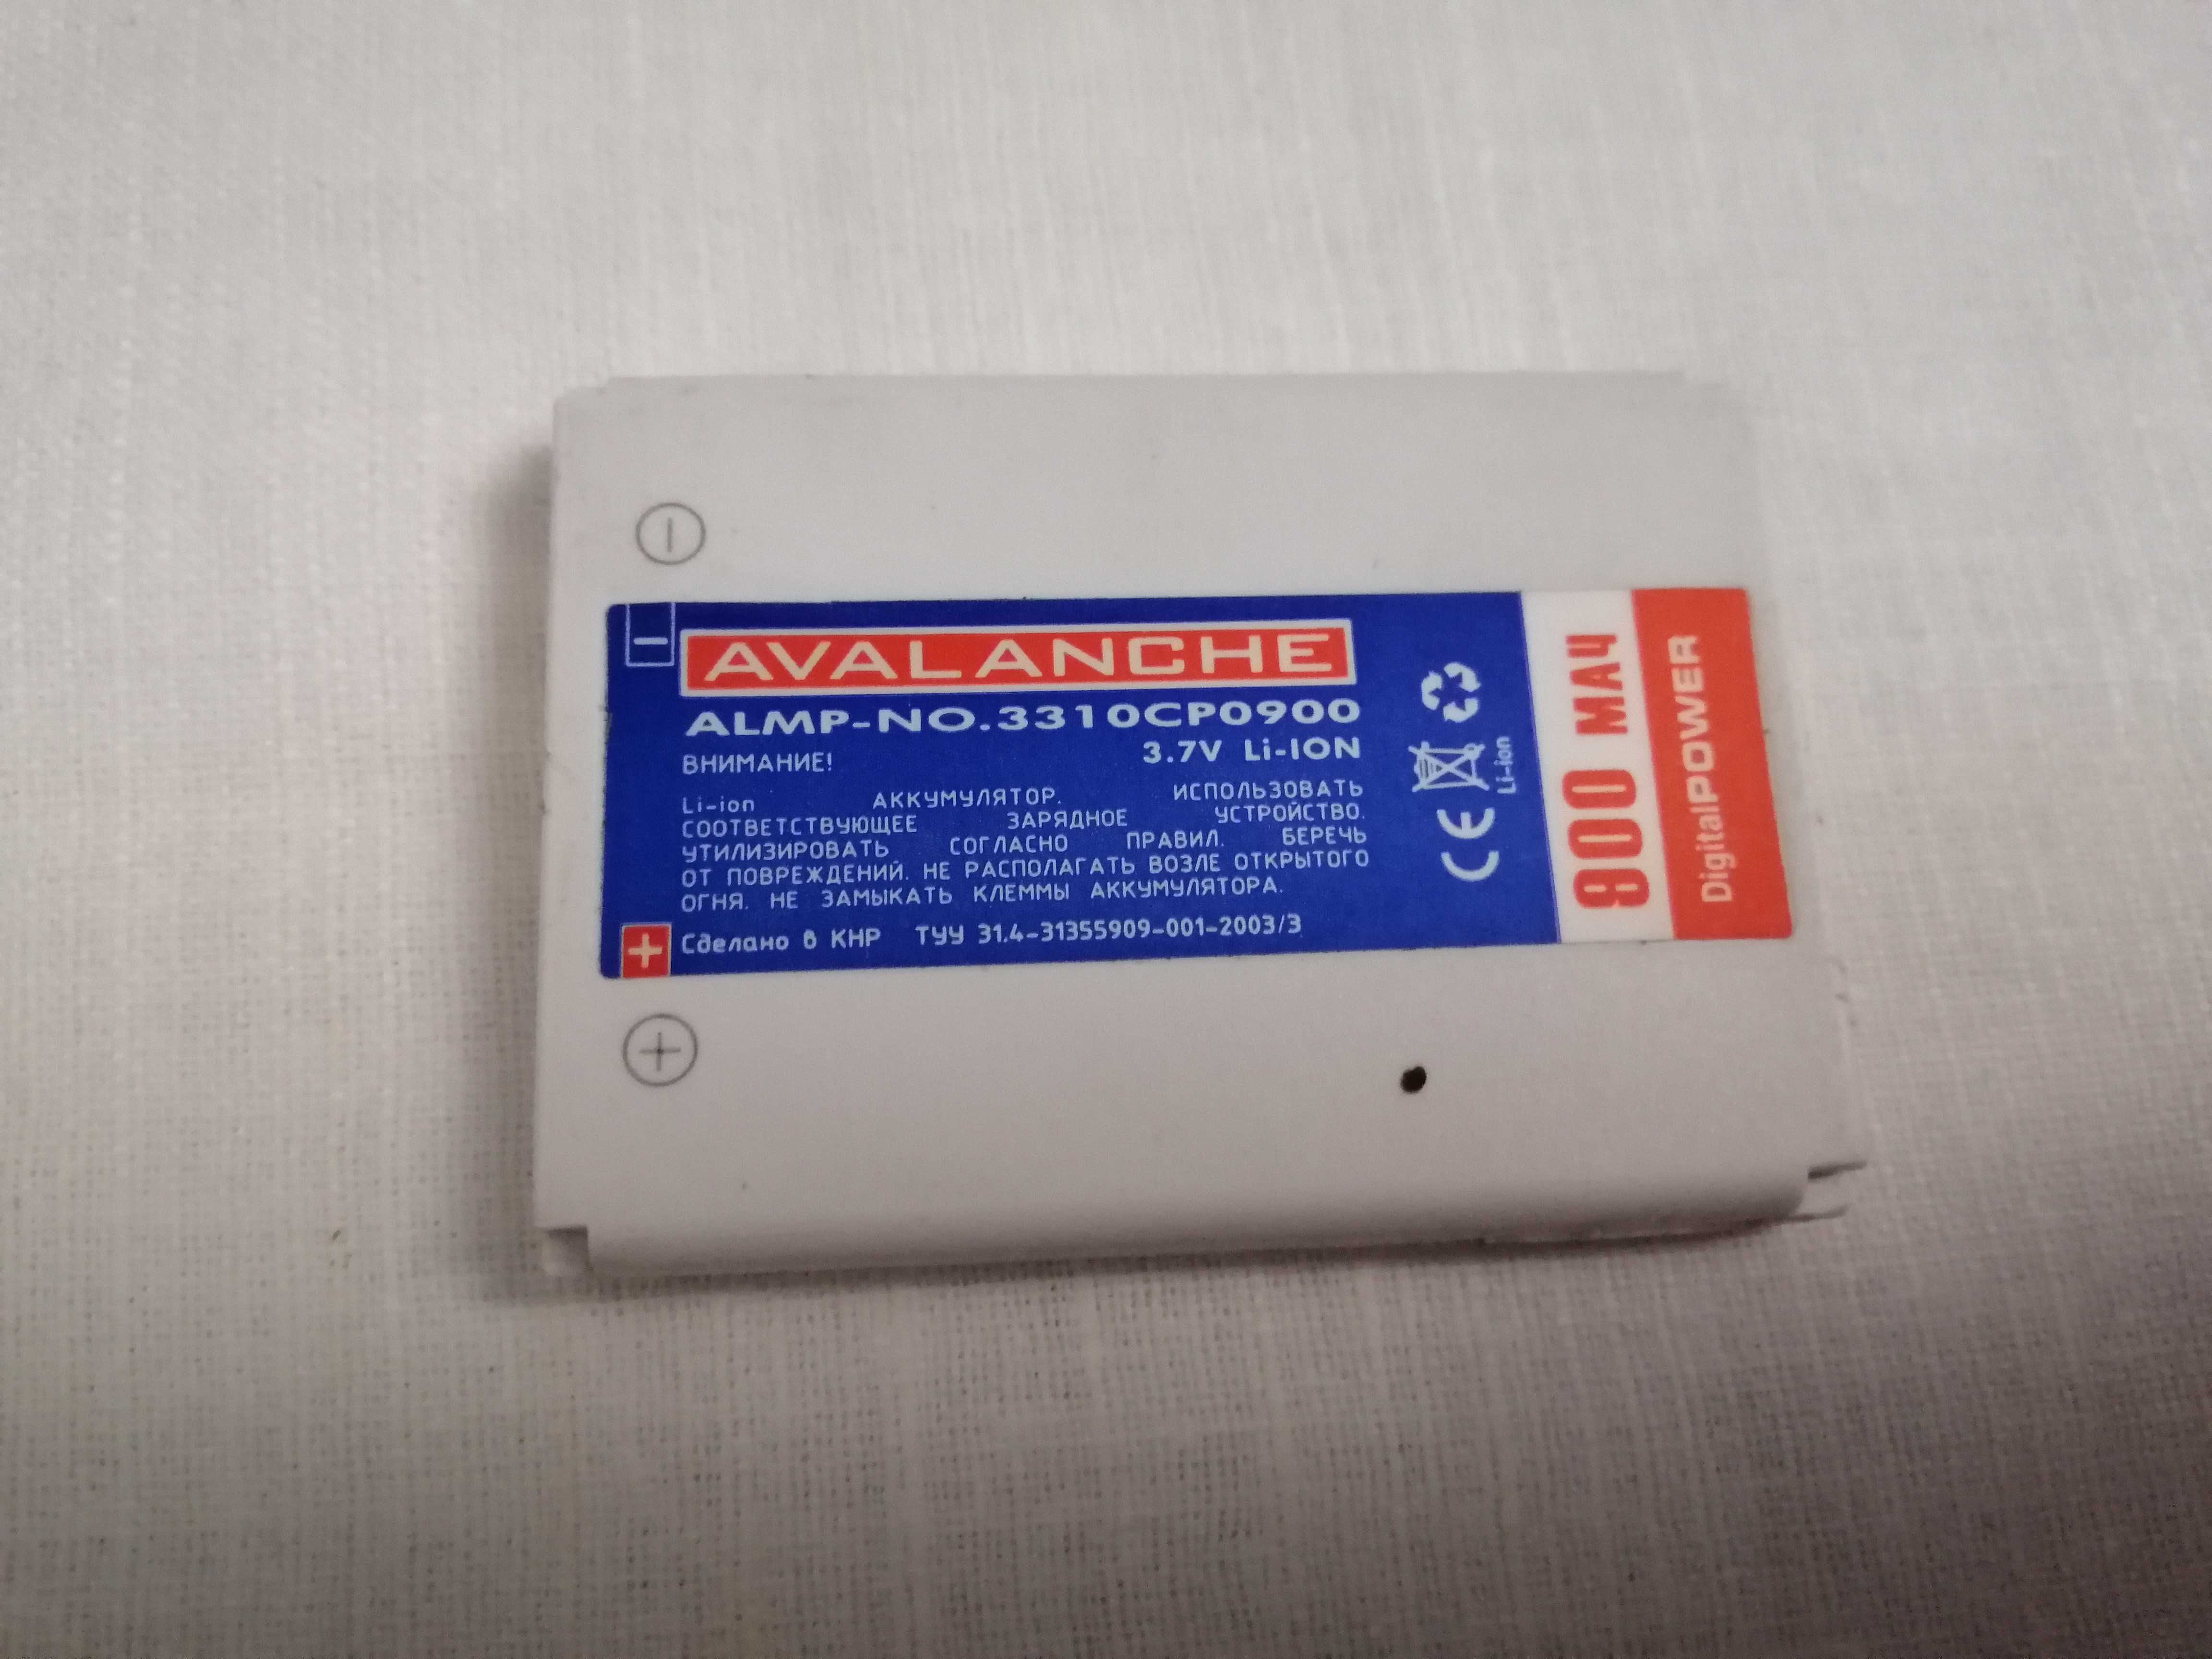 AVALANCHE
ALMP-NO.3310CP0900
3.7V Li-ION
ВНИМАНИЕ!
Li-ion АККУМУЛЯТОР. ИСПОЛЬЗОВАТЬ
СООТВЕТСТВУЮЩЕЕ ЗАРЯДНОЕ УСТРОЙСТВО.
УТИЛИЗИРОВАТЬ СОГЛАСНО ПРАВИЛ. БЕРЕЧЬ
ОТ ПОВРЕЖДЕНИЙ. НЕ РАСПОЛАГАТЬ ВОЗЛЕ ОТКРЫТОГО
ОГНЯ. НЕ ЗАМЫКАТЬ КЛЕММЫ АККУМУЛЯТОРА.
Сделано в КНР ТУУ 31.4-31355909-001-2003/3
Li-ion
CE
900 МАЧ
DigitalPOWER